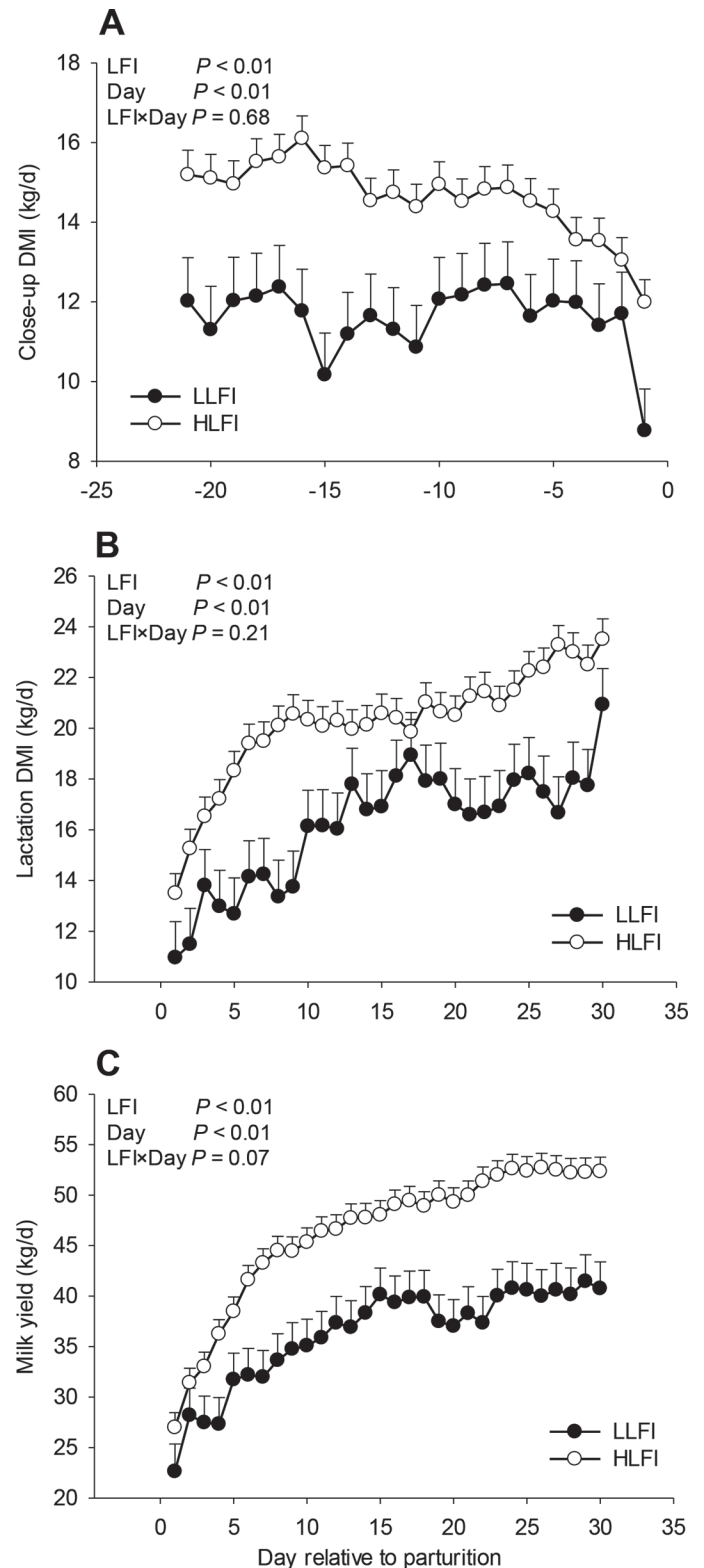 A
18
16
14
12
10
8
Close-up DMI (kg/d)
LFI P < 0.01
Day P < 0.01
LFI×Day P = 0.68
LLFI
HLFI
-25 -20 -15 -10 -5 0
B
26
24
22
20
18
16
14
12
10
Lactation DMI (kg/d)
LFI P < 0.01
Day P < 0.01
LFI×Day P = 0.21
LLFI
HLFI
0 5 10 15 20 25 30 35
C
60
55
50
45
40
35
30
25
20
Milk yield (kg/d)
LFI P < 0.01
Day P < 0.01
LFI×Day P = 0.07
LLFI
HLFI
0 5 10 15 20 25 30 35
Day relative to parturition